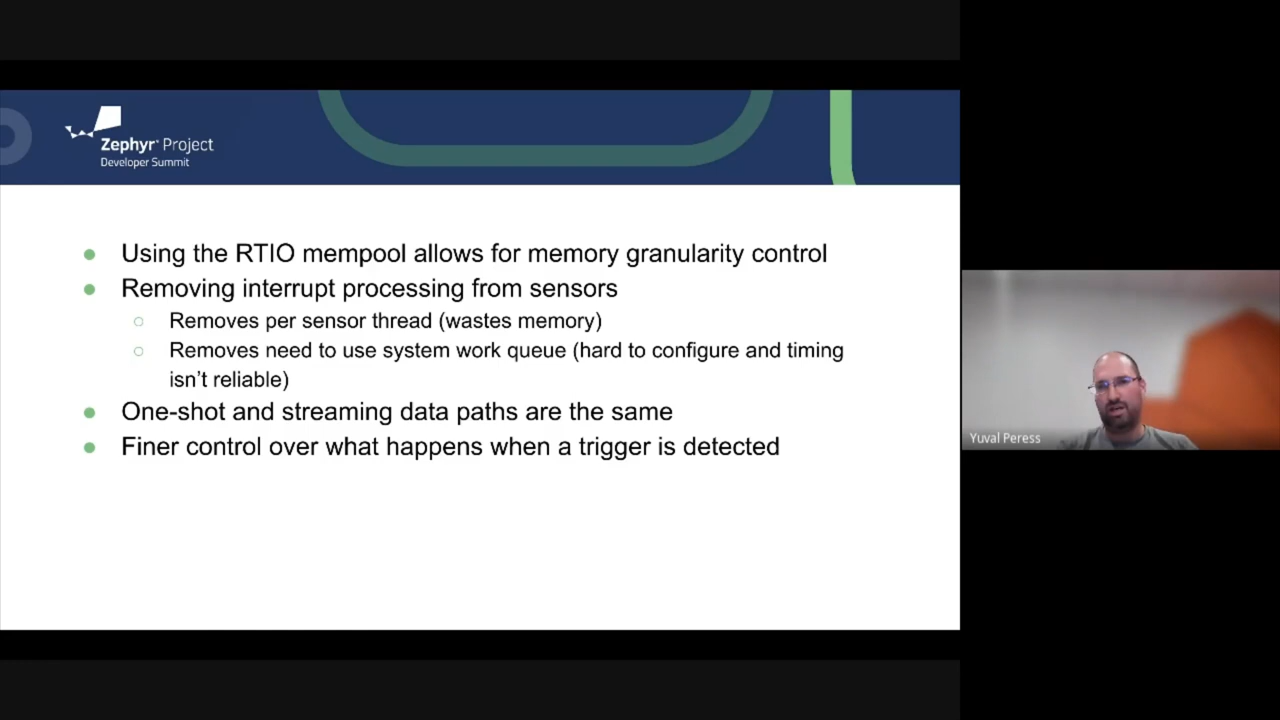 Zephyr® Project
Developer Summit
Using the RTIO mempool allows for memory granularity control
Removing interrupt processing from sensors
Removes per sensor thread (wastes memory)
Removes need to use system work queue (hard to configure and timing
isn't reliable)
One-shot and streaming data paths are the same
Finer control over what happens when a trigger is detected
Yuval Peress